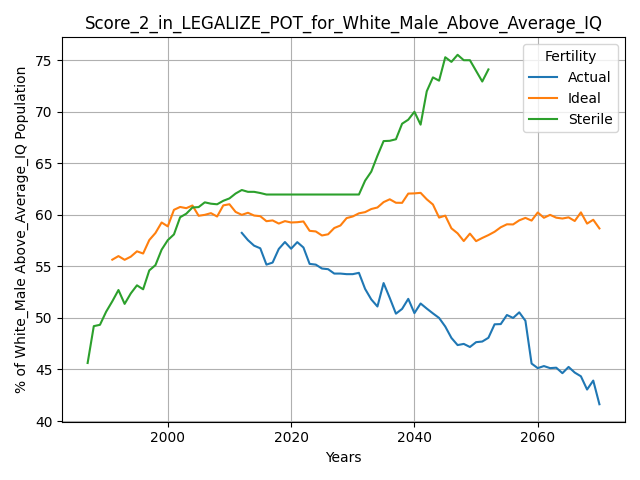 Score_2_in_LEGALIZE_POT_for_White_Male_Above_Average_IQ
% of White_Male Above_Average_IQ Population
75
70
65
60
55
50
45
40
2000
2020
2040
2060
Years
Fertility
Actual
Ideal
Sterile